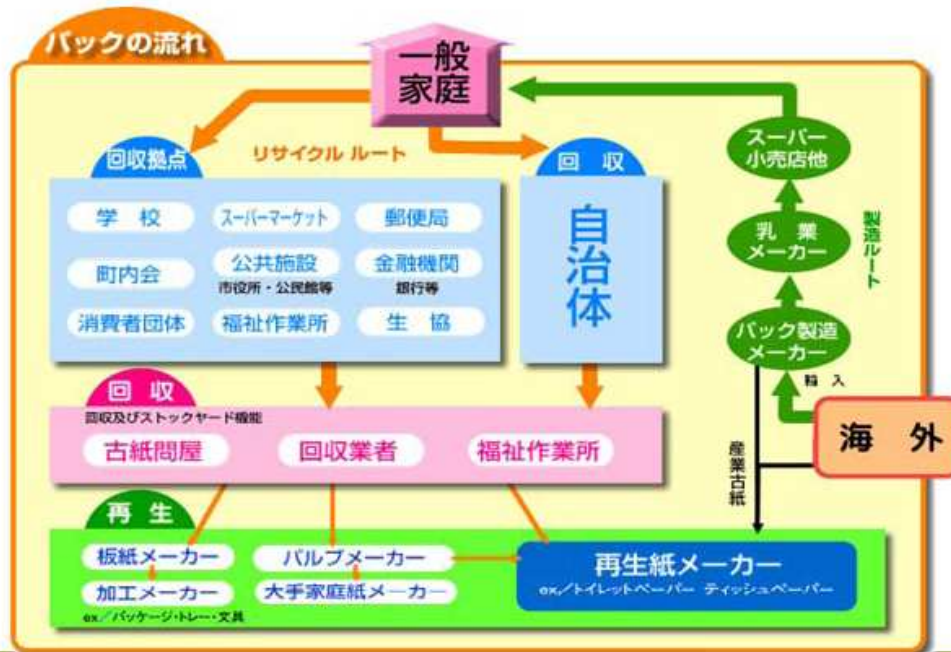 パックの流れ
一般
家庭
リサイクル ルート
回収拠点
学校
スーパーマーケット
郵便局
町内会
公共施設
市役所・公民館等
金融機関
銀行等
消費者団体
福祉作業所
生協
回収
自治体
スーパー
小売店他
乳業
メーカー
製造ルート
パック製造
メーカー
輸入
海外
産業古紙
回収
回収及びストックヤード機能
古紙問屋
回収業者
福祉作業所
再生
板紙メーカー
加工メーカー
ex.／パッケージ・トレー・文具
パルプメーカー
大手家庭紙メーカー
再生紙メーカー
ex.／トイレットペーパー ティッシュペーパー